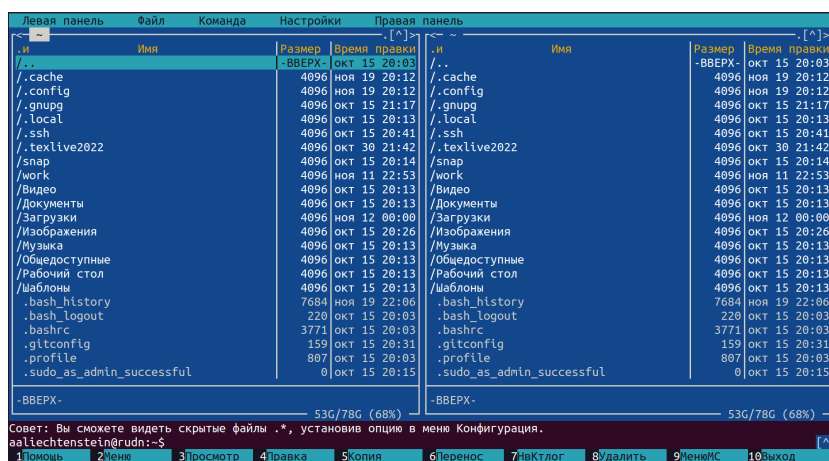 Левая панель Файл Команда Настройки Правая панель
<- ~ .[^]> <- ~ .[^]>
.и Имя Размер Время правки .и Имя Размер Время правки
/.. -ВВЕРХ- окт 15 20:03 /.. -ВВЕРХ- окт 15 20:03
/.cache 4096 ноя 19 20:12 /.cache 4096 ноя 19 20:12
/.config 4096 ноя 19 20:12 /.config 4096 ноя 19 20:12
/.gnupg 4096 окт 15 21:17 /.gnupg 4096 окт 15 21:17
/.local 4096 окт 15 20:13 /.local 4096 окт 15 20:13
/.ssh 4096 окт 15 20:41 /.ssh 4096 окт 15 20:41
/.texlive2022 4096 окт 30 21:42 /.texlive2022 4096 окт 30 21:42
/snap 4096 окт 15 20:14 /snap 4096 окт 15 20:14
/work 4096 ноя 11 22:53 /work 4096 ноя 11 22:53
/Видео 4096 окт 15 20:13 /Видео 4096 окт 15 20:13
/Документы 4096 окт 15 20:13 /Документы 4096 окт 15 20:13
/Загрузки 4096 ноя 12 00:00 /Загрузки 4096 ноя 12 00:00
/Изображения 4096 окт 15 20:26 /Изображения 4096 окт 15 20:26
/Музыка 4096 окт 15 20:13 /Музыка 4096 окт 15 20:13
/Общедоступные 4096 окт 15 20:13 /Общедоступные 4096 окт 15 20:13
/Рабочий стол 4096 окт 15 20:13 /Рабочий стол 4096 окт 15 20:13
/Шаблоны 4096 окт 15 20:13 /Шаблоны 4096 окт 15 20:13
.bash_history 7684 ноя 19 22:06 .bash_history 7684 ноя 19 22:06
.bash_logout 220 окт 15 20:03 .bash_logout 220 окт 15 20:03
.bashrc 3771 окт 15 20:03 .bashrc 3771 окт 15 20:03
.gitconfig 159 окт 15 20:31 .gitconfig 159 окт 15 20:31
.profile 807 окт 15 20:03 .profile 807 окт 15 20:03
.sudo_as_admin_successful 0 окт 15 20:15 .sudo_as_admin_successful 0 окт 15 20:15
-ВВЕРХ- -ВВЕРХ-
53G/78G (68%) 53G/78G (68%)
Совет: Вы сможете видеть скрытые файлы .*, установив опцию в меню Конфигурация.
aaliechtenstein@rudn:~$ [^
1Помощь 2Меню 3Просмотр 4Правка 5Копия 6Перенос 7НвКтлог 8Удалить 9МенюМС 10Выход